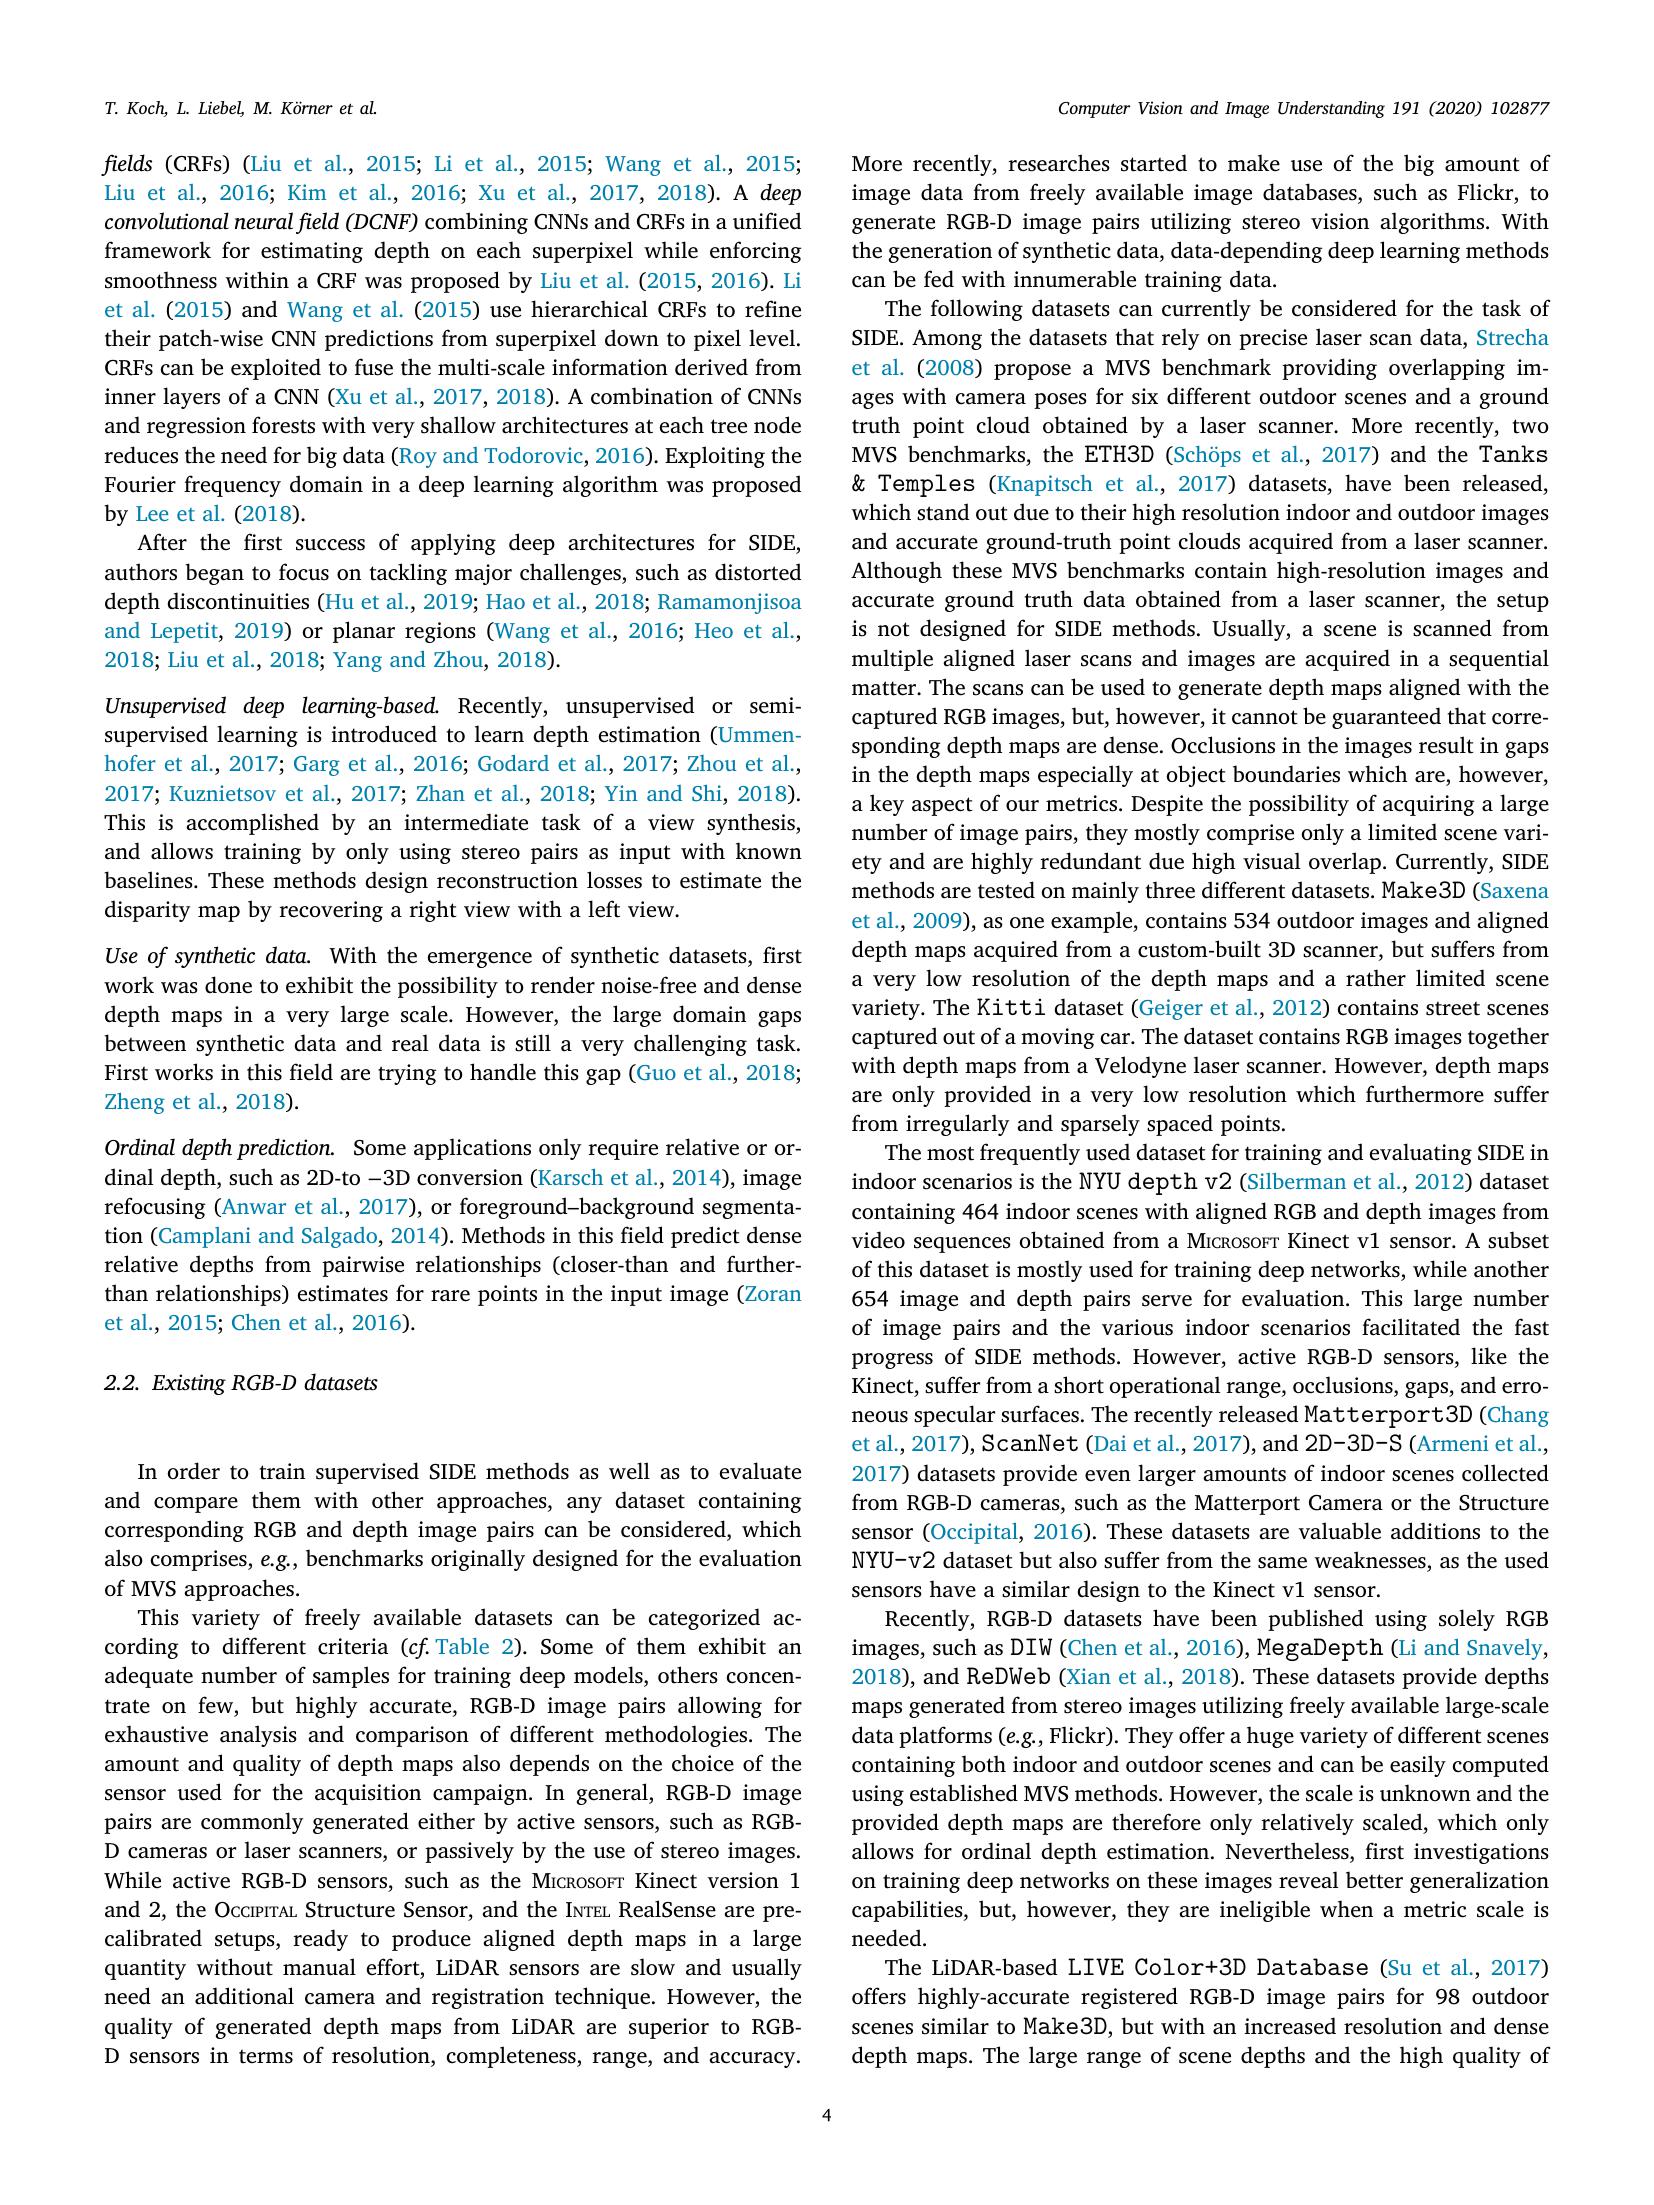 T. Koch, L. Liebel, M. Körner et al.
Computer Vision and Image Understanding 191 (2020) 102877
fields (CRFs) (Liu et al., 2015; Li et al., 2015; Wang et al., 2015;
Liu et al., 2016; Kim et al., 2016; Xu et al., 2017, 2018). A deep
convolutional neural field (DCNF) combining CNNs and CRFs in a unified
framework for estimating depth on each superpixel while enforcing
smoothness within a CRF was proposed by Liu et al. (2015, 2016). Li
et al. (2015) and Wang et al. (2015) use hierarchical CRFs to refine
their patch-wise CNN predictions from superpixel down to pixel level.
CRFs can be exploited to fuse the multi-scale information derived from
inner layers of a CNN (Xu et al., 2017, 2018). A combination of CNNs
and regression forests with very shallow architectures at each tree node
reduces the need for big data (Roy and Todorovic, 2016). Exploiting the
Fourier frequency domain in a deep learning algorithm was proposed
by Lee et al. (2018).
After the first success of applying deep architectures for SIDE,
authors began to focus on tackling major challenges, such as distorted
depth discontinuities (Hu et al., 2019; Hao et al., 2018; Ramamonjisoa
and Lepetit, 2019) or planar regions (Wang et al., 2016; Heo et al.,
2018; Liu et al., 2018; Yang and Zhou, 2018).
Unsupervised deep learning-based. Recently, unsupervised or semi-
supervised learning is introduced to learn depth estimation (Ummen-
hofer et al., 2017; Garg et al., 2016; Godard et al., 2017; Zhou et al.,
2017; Kuznietsov et al., 2017; Zhan et al., 2018; Yin and Shi, 2018).
This is accomplished by an intermediate task of a view synthesis,
and allows training by only using stereo pairs as input with known
baselines. These methods design reconstruction losses to estimate the
disparity map by recovering a right view with a left view.
Use of synthetic data. With the emergence of synthetic datasets, first
work was done to exhibit the possibility to render noise-free and dense
depth maps in a very large scale. However, the large domain gaps
between synthetic data and real data is still a very challenging task.
First works in this field are trying to handle this gap (Guo et al., 2018;
Zheng et al., 2018).
Ordinal depth prediction. Some applications only require relative or or-
dinal depth, such as 2D-to −3D conversion (Karsch et al., 2014), image
refocusing (Anwar et al., 2017), or foreground–background segmenta-
tion (Camplani and Salgado, 2014). Methods in this field predict dense
relative depths from pairwise relationships (closer-than and further-
than relationships) estimates for rare points in the input image (Zoran
et al., 2015; Chen et al., 2016).
2.2. Existing RGB-D datasets
In order to train supervised SIDE methods as well as to evaluate
and compare them with other approaches, any dataset containing
corresponding RGB and depth image pairs can be considered, which
also comprises, e.g., benchmarks originally designed for the evaluation
of MVS approaches.
This variety of freely available datasets can be categorized ac-
cording to different criteria (cf. Table 2). Some of them exhibit an
adequate number of samples for training deep models, others concen-
trate on few, but highly accurate, RGB-D image pairs allowing for
exhaustive analysis and comparison of different methodologies. The
amount and quality of depth maps also depends on the choice of the
sensor used for the acquisition campaign. In general, RGB-D image
pairs are commonly generated either by active sensors, such as RGB-
D cameras or laser scanners, or passively by the use of stereo images.
While active RGB-D sensors, such as the Microsoft Kinect version 1
and 2, the Occipital Structure Sensor, and the Intel RealSense are pre-
calibrated setups, ready to produce aligned depth maps in a large
quantity without manual effort, LiDAR sensors are slow and usually
need an additional camera and registration technique. However, the
quality of generated depth maps from LiDAR are superior to RGB-
D sensors in terms of resolution, completeness, range, and accuracy.
More recently, researches started to make use of the big amount of
image data from freely available image databases, such as Flickr, to
generate RGB-D image pairs utilizing stereo vision algorithms. With
the generation of synthetic data, data-depending deep learning methods
can be fed with innumerable training data.
The following datasets can currently be considered for the task of
SIDE. Among the datasets that rely on precise laser scan data, Strecha
et al. (2008) propose a MVS benchmark providing overlapping im-
ages with camera poses for six different outdoor scenes and a ground
truth point cloud obtained by a laser scanner. More recently, two
MVS benchmarks, the ETH3D (Schöps et al., 2017) and the Tanks
& Temples (Knapitsch et al., 2017) datasets, have been released,
which stand out due to their high resolution indoor and outdoor images
and accurate ground-truth point clouds acquired from a laser scanner.
Although these MVS benchmarks contain high-resolution images and
accurate ground truth data obtained from a laser scanner, the setup
is not designed for SIDE methods. Usually, a scene is scanned from
multiple aligned laser scans and images are acquired in a sequential
matter. The scans can be used to generate depth maps aligned with the
captured RGB images, but, however, it cannot be guaranteed that corre-
sponding depth maps are dense. Occlusions in the images result in gaps
in the depth maps especially at object boundaries which are, however,
a key aspect of our metrics. Despite the possibility of acquiring a large
number of image pairs, they mostly comprise only a limited scene vari-
ety and are highly redundant due high visual overlap. Currently, SIDE
methods are tested on mainly three different datasets. Make3D (Saxena
et al., 2009), as one example, contains 534 outdoor images and aligned
depth maps acquired from a custom-built 3D scanner, but suffers from
a very low resolution of the depth maps and a rather limited scene
variety. The Kitti dataset (Geiger et al., 2012) contains street scenes
captured out of a moving car. The dataset contains RGB images together
with depth maps from a Velodyne laser scanner. However, depth maps
are only provided in a very low resolution which furthermore suffer
from irregularly and sparsely spaced points.
The most frequently used dataset for training and evaluating SIDE in
indoor scenarios is the NYU depth v2 (Silberman et al., 2012) dataset
containing 464 indoor scenes with aligned RGB and depth images from
video sequences obtained from a Microsoft Kinect v1 sensor. A subset
of this dataset is mostly used for training deep networks, while another
654 image and depth pairs serve for evaluation. This large number
of image pairs and the various indoor scenarios facilitated the fast
progress of SIDE methods. However, active RGB-D sensors, like the
Kinect, suffer from a short operational range, occlusions, gaps, and erro-
neous specular surfaces. The recently released Matterport3D (Chang
et al., 2017), ScanNet (Dai et al., 2017), and 2D-3D-S (Armeni et al.,
2017) datasets provide even larger amounts of indoor scenes collected
from RGB-D cameras, such as the Matterport Camera or the Structure
sensor (Occipital, 2016). These datasets are valuable additions to the
NYU-v2 dataset but also suffer from the same weaknesses, as the used
sensors have a similar design to the Kinect v1 sensor.
Recently, RGB-D datasets have been published using solely RGB
images, such as DIW (Chen et al., 2016), MegaDepth (Li and Snavely,
2018), and ReDWeb (Xian et al., 2018). These datasets provide depths
maps generated from stereo images utilizing freely available large-scale
data platforms (e.g., Flickr). They offer a huge variety of different scenes
containing both indoor and outdoor scenes and can be easily computed
using established MVS methods. However, the scale is unknown and the
provided depth maps are therefore only relatively scaled, which only
allows for ordinal depth estimation. Nevertheless, first investigations
on training deep networks on these images reveal better generalization
capabilities, but, however, they are ineligible when a metric scale is
needed.
The LiDAR-based LIVE Color+3D Database (Su et al., 2017)
offers highly-accurate registered RGB-D image pairs for 98 outdoor
scenes similar to Make3D, but with an increased resolution and dense
depth maps. The large range of scene depths and the high quality of
4